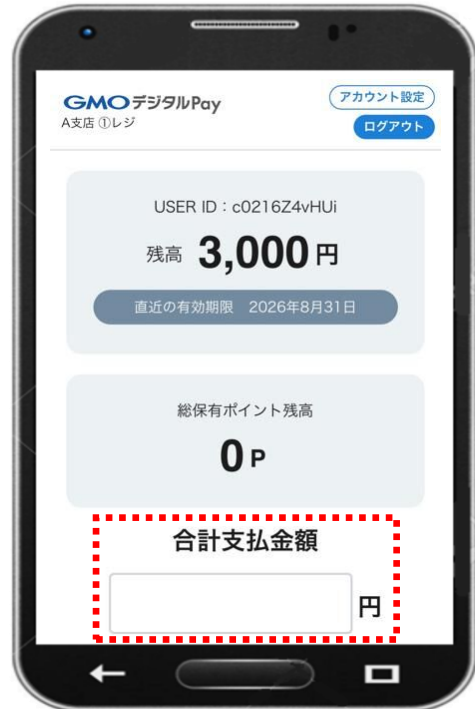 GMOデジタルPay
アカウント設定
A支店 ①レジ
ログアウト
USER ID：c0216Z4vHUi
残高 3,000 円
直近の有効期限 2026年8月31日
総保有ポイント残高
0 P
合計支払金額
円